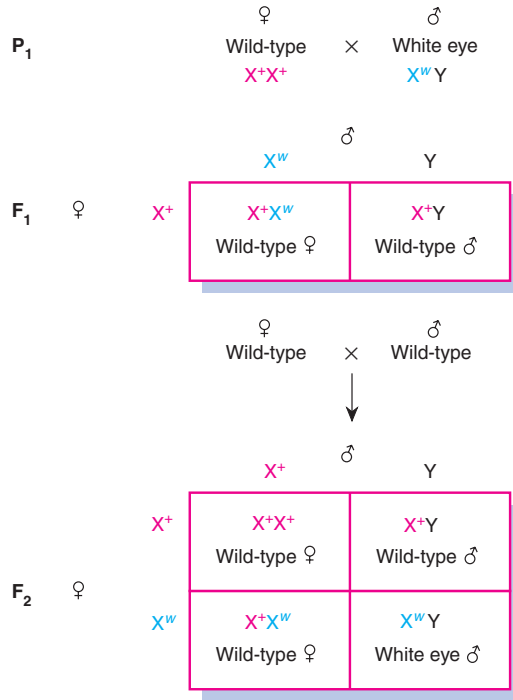 ♀ ♂
P₁ Wild-type × White eye
X⁺X⁺ XʷY
♂
Xʷ Y
F₁ ♀ X⁺ X⁺Xʷ X⁺Y
Wild-type ♀ Wild-type ♂
♀ ♂
Wild-type × Wild-type
♂
X⁺ Y
X⁺ X⁺X⁺ X⁺Y
Wild-type ♀ Wild-type ♂
F₂ ♀
Xʷ X⁺Xʷ XʷY
Wild-type ♀ White eye ♂